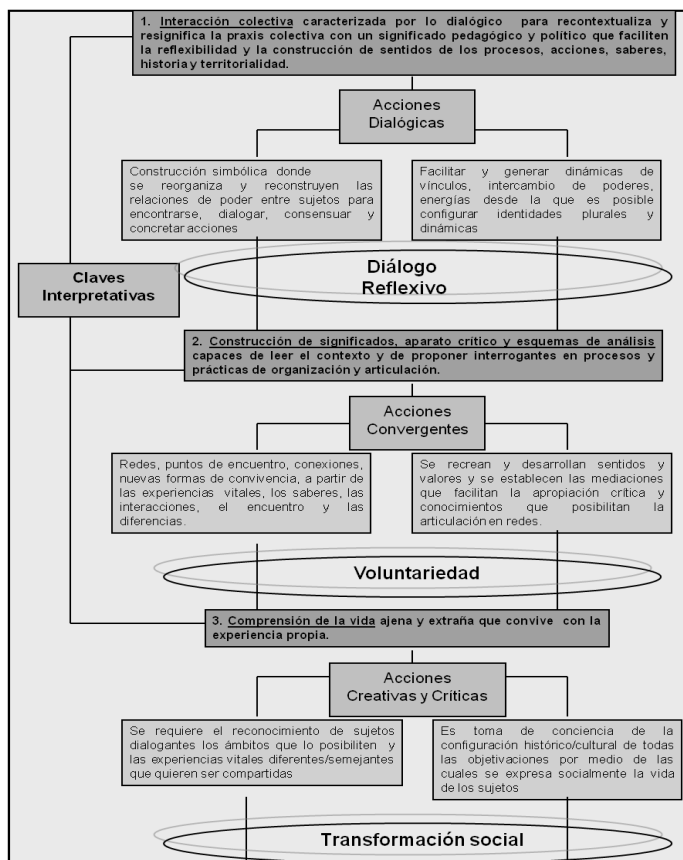 1. Interacción colectiva caracterizada por lo dialógico para recontextualiza y
resignifica la praxis colectiva con un significado pedagógico y político que faciliten
la reflexibilidad y la construcción de sentidos de los procesos, acciones, saberes,
historia y territorialidad.
Acciones
Dialógicas
Construcción simbólica donde
se reorganiza y reconstruyen las
relaciones de poder entre sujetos para
encontrarse, dialogar, consensuar y
concretar acciones
Facilitar y generar dinámicas de
vínculos, intercambio de poderes,
energías desde la que es posible
configurar identidades plurales y
dinámicas
Claves
Interpretativas
Diálogo
Reflexivo
2. Construcción de significados, aparato crítico y esquemas de análisis
capaces de leer el contexto y de proponer interrogantes en procesos y
prácticas de organización y articulación.
Acciones
Convergentes
Redes, puntos de encuentro, conexiones,
nuevas formas de convivencia, a partir de
las experiencias vitales, los saberes, las
interacciones, el encuentro y las
diferencias.
Se recrean y desarrollan sentidos y
valores y se establecen las mediaciones
que facilitan la apropiación crítica y
conocimientos que posibilitan la
articulación en redes.
Voluntariedad
3. Comprensión de la vida ajena y extraña que convive con la
experiencia propia.
Acciones
Creativas y Críticas
Se requiere el reconocimiento de sujetos
dialogantes los ámbitos que lo posibiliten y
las experiencias vitales diferentes/semejantes
que quieren ser compartidas
Es toma de conciencia de la
configuración histórico/cultural de todas
las objetivaciones por medio de las
cuales se expresa socialmente la vida
de los sujetos
Transformación social